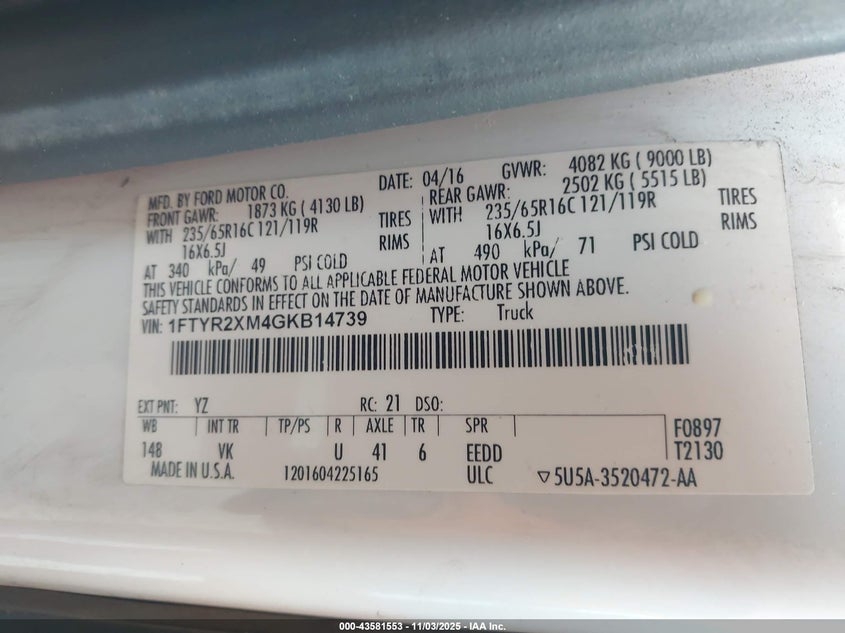 MFD. BY FORD MOTOR CO. DATE: 04/16 GVWR: 4082 KG ( 9000 LB)
FRONT GAWR: 1873 KG ( 4130 LB) REAR GAWR: 2502 KG ( 5515 LB)
WITH 235/65R16C 121/119R TIRES WITH 235/65R16C 121/119R TIRES
16X6.5J RIMS 16X6.5J RIMS
AT 340 kPa/ 49 PSI COLD AT 490 kPa/ 71 PSI COLD
THIS VEHICLE CONFORMS TO ALL APPLICABLE FEDERAL MOTOR VEHICLE
SAFETY STANDARDS IN EFFECT ON THE DATE OF MANUFACTURE SHOWN ABOVE.
VIN: 1FTYR2XM4GKB14739 TYPE: Truck
EXT PNT: YZ RC: 21 DSO:
WB INT TR TP/PS R AXLE TR SPR F0897
148 VK U 41 6 EEDD T2130
MADE IN U.S.A. 1201604225165 ULC ▽5U5A-3520472-AA
000-43581553 - 11/03/2025 - IAA Inc.